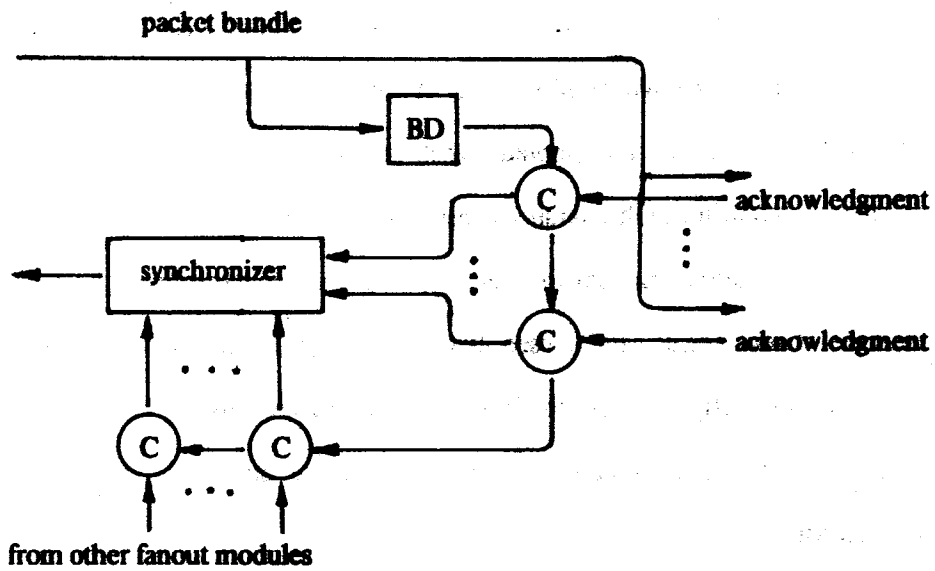 packet bundle
BD
C
acknowledgment
synchronizer
C
acknowledgment
C
C
from other fanout modules